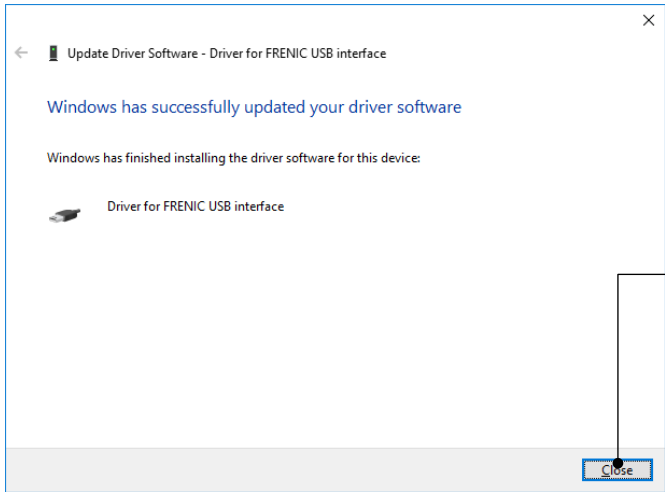 Update Driver Software - Driver for FRENIC USB interface
Windows has successfully updated your driver software
Windows has finished installing the driver software for this device:
Driver for FRENIC USB interface
Close